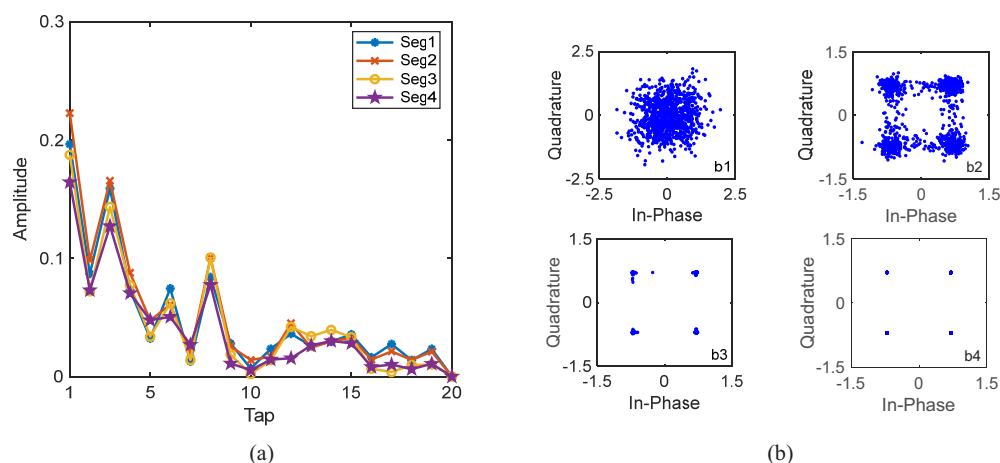 0.3
0.2
0.1
0
Amplitude
1
5
10
15
20
Tap
Seg1
Seg2
Seg3
Seg4
(a)
2.5
0
-2.5
Quadrature
-2.5
0
2.5
In-Phase
b1
1.5
0
-1.5
Quadrature
-1.5
0
1.5
In-Phase
b2
1.5
0
-1.5
Quadrature
-1.5
0
1.5
In-Phase
b3
1.5
0
-1.5
Quadrature
-1.5
0
1.5
In-Phase
b4
(b)